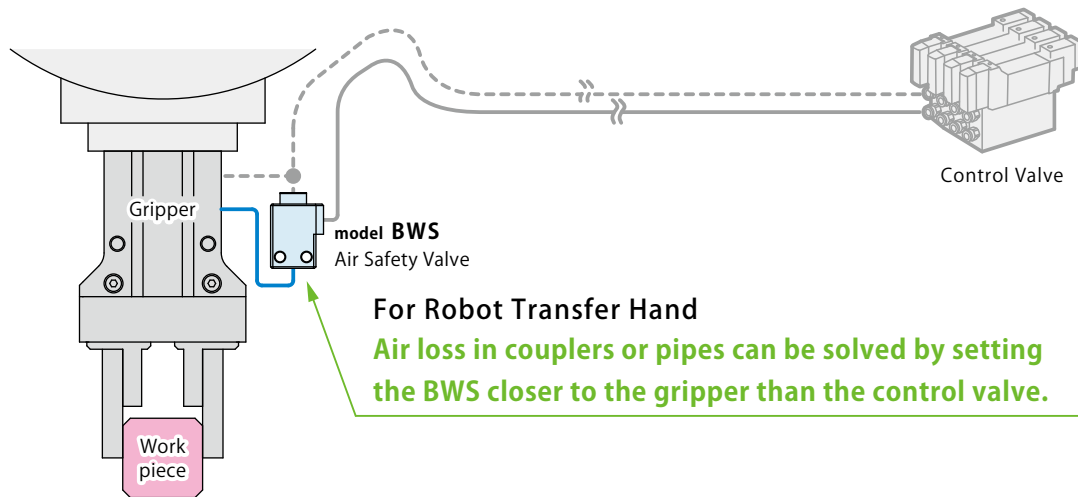 Control Valve
Gripper
model BWS
Air Safety Valve
For Robot Transfer Hand
Air loss in couplers or pipes can be solved by setting
the BWS closer to the gripper than the control valve.
Work
piece